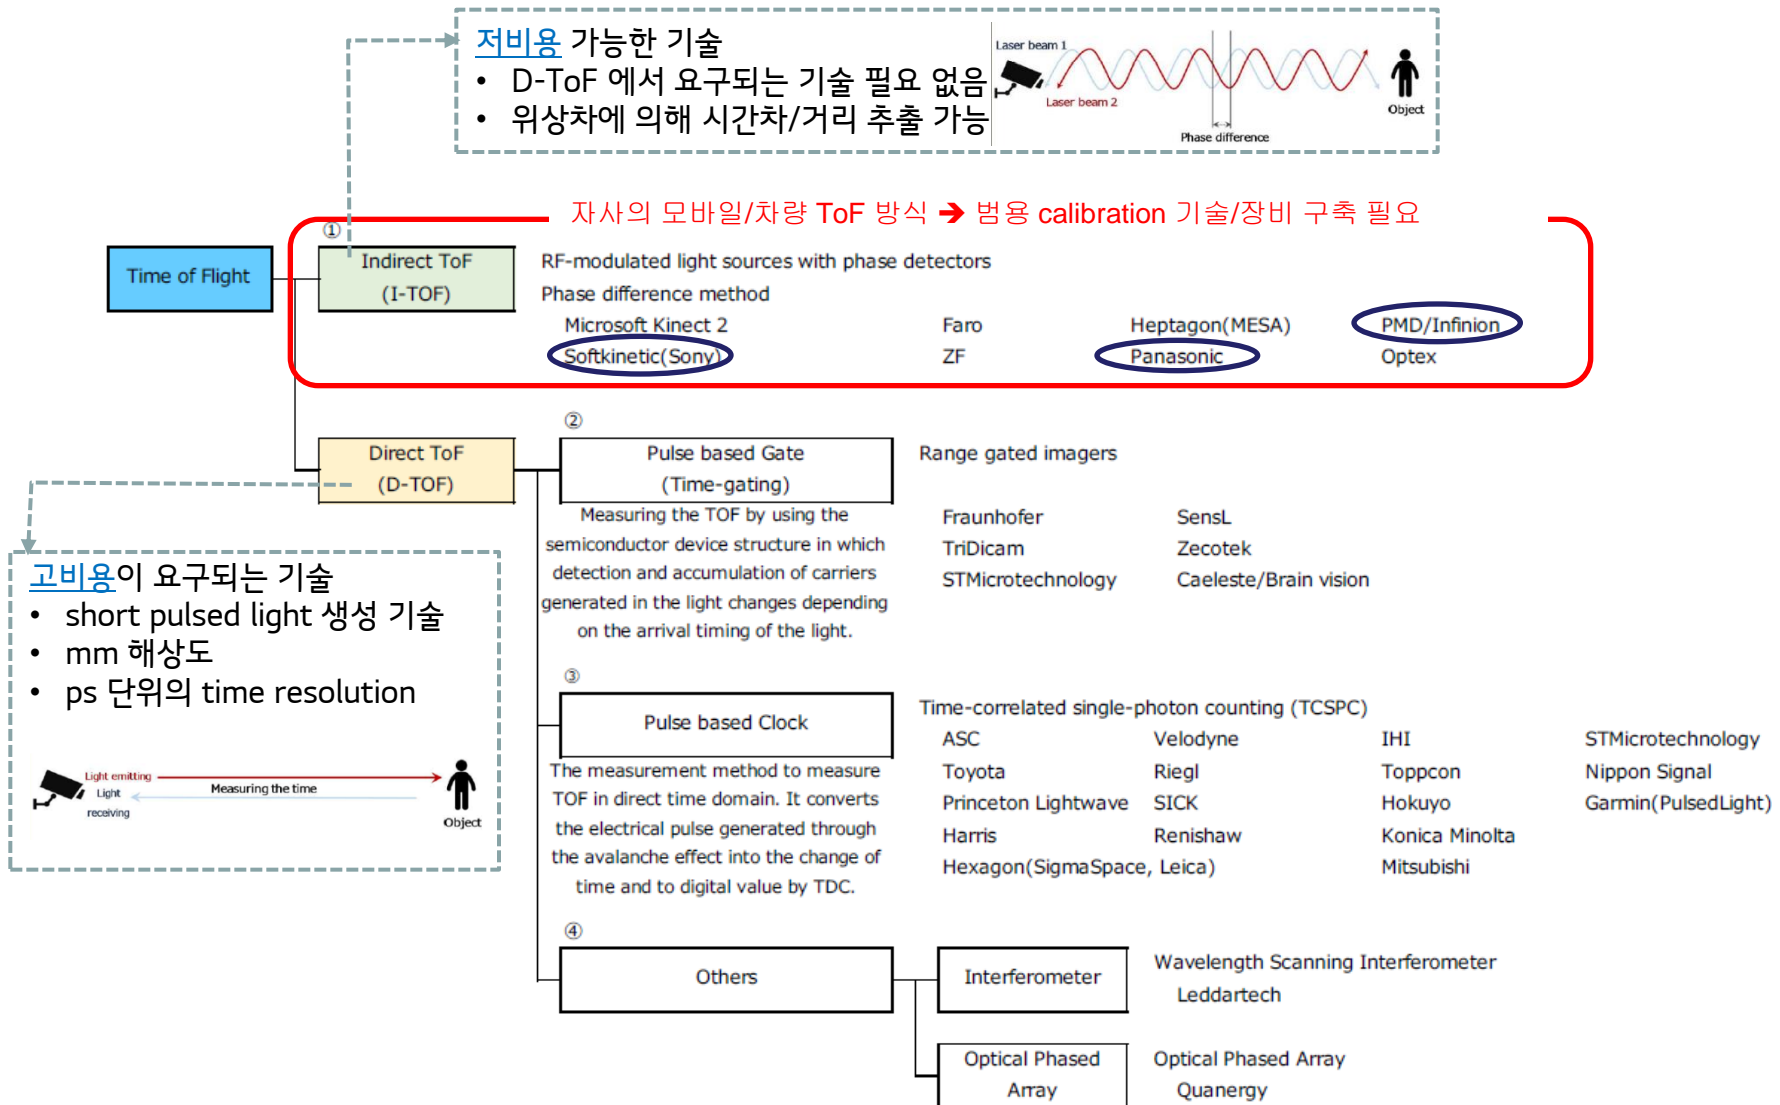 저비용 가능한 기술
• D-ToF 에서 요구되는 기술 필요 없음
• 위상차에 의해 시간차/거리 추출 가능
Laser beam 1
Laser beam 2
Phase difference
Object
자사의 모바일/차량 ToF 방식 ➔ 범용 calibration 기술/장비 구축 필요
Time of Flight
①
Indirect ToF
(I-TOF)
RF-modulated light sources with phase detectors
Phase difference method
Microsoft Kinect 2 Faro Heptagon(MESA) PMD/Infinion
Softkinetic(Sony) ZF Panasonic Optex
Direct ToF
(D-TOF)
②
Pulse based Gate
(Time-gating)
Measuring the TOF by using the
semiconductor device structure in which
detection and accumulation of carriers
generated in the light changes depending
on the arrival timing of the light.
Range gated imagers
Fraunhofer SensL
TriDicam Zecotek
STMicrotechnology Caeleste/Brain vision
고비용이 요구되는 기술
• short pulsed light 생성 기술
• mm 해상도
• ps 단위의 time resolution
Light emitting
Light
receiving
Measuring the time
Object
③
Pulse based Clock
The measurement method to measure
TOF in direct time domain. It converts
the electrical pulse generated through
the avalanche effect into the change of
time and to digital value by TDC.
Time-correlated single-photon counting (TCSPC)
ASC Velodyne IHI STMicrotechnology
Toyota Riegl Toppcon Nippon Signal
Princeton Lightwave SICK Hokuyo Garmin(PulsedLight)
Harris Renishaw Konica Minolta
Hexagon(SigmaSpace, Leica) Mitsubishi
④
Others
Interferometer
Wavelength Scanning Interferometer
Leddartech
Optical Phased
Array
Optical Phased Array
Quanergy